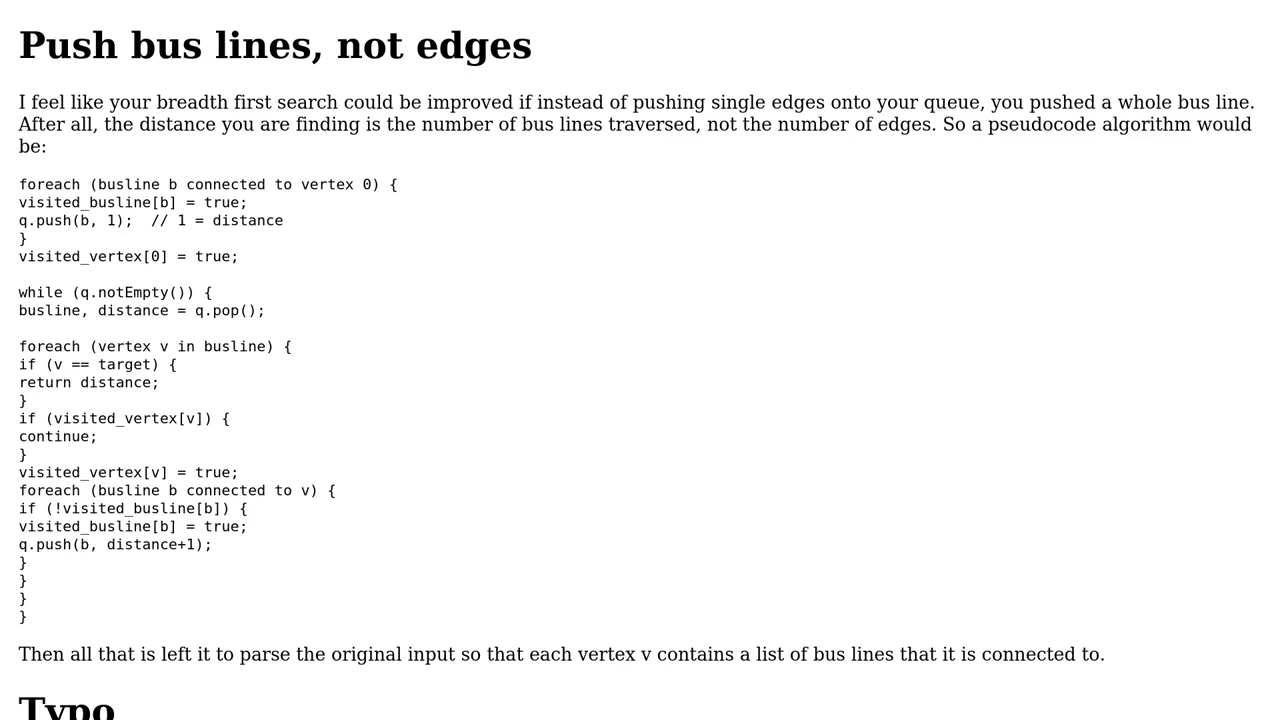 Push bus lines, not edges
I feel like your breadth first search could be improved if instead of pushing single edges onto your queue, you pushed a whole bus line.
After all, the distance you are finding is the number of bus lines traversed, not the number of edges. So a pseudocode algorithm would
be:
foreach (busline b connected to vertex 0) {
visited_busline[b] = true;
q.push(b, 1);  // 1 = distance
}
visited_vertex[0] = true;
while (q.notEmpty()) {
busline, distance = q.pop();
foreach (vertex v in busline) {
if (v == target) {
return distance;
}
if (visited_vertex[v]) {
continue;
}
visited_vertex[v] = true;
foreach (busline b connected to v) {
if (!visited_busline[b]) {
visited_busline[b] = true;
q.push(b, distance+1);
}
}
}
}
Then all that is left it to parse the original input so that each vertex v contains a list of bus lines that it is connected to.
Typo